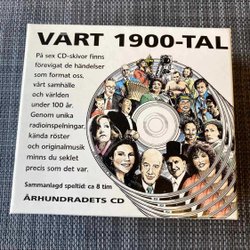 VÅRT 1900-TAL
På sex CD-skivor finns
förevigat de händelser
som format oss,
vårt samhälle
och världen
under 100 år.
Genom unika
radioinspelningar,
kända röster
och originalmusik
minns du seklet
precis som det var.
Sammanlagd speltid: ca 8 tim
ÅRHUNDRADETS CD